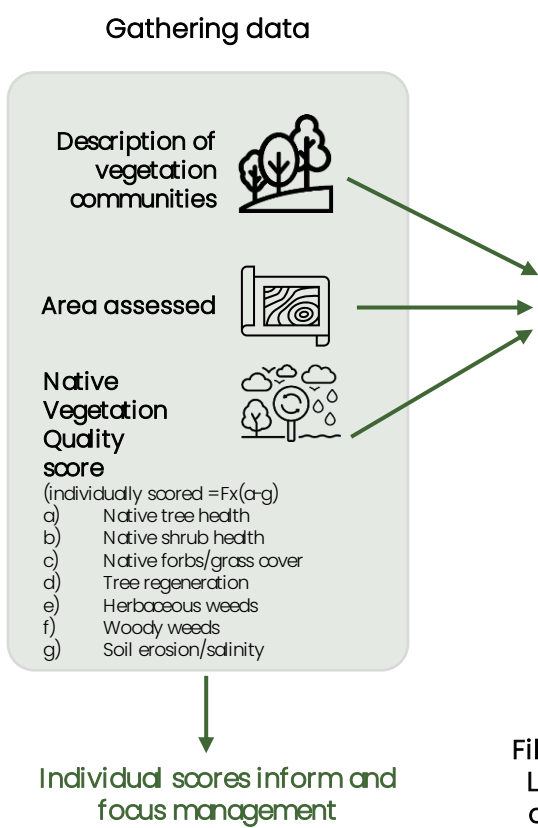 Gathering data
Description of
vegetation
communities
Area assessed
Native
Vegetation
Quality
score
(individually scored =Fx(a-g)
a) Native tree health
b) Native shrub health
c) Native forbs/grass cover
d) Tree regeneration
e) Herbaceous weeds
f) Woody weeds
g) Soil erosion/salinity
Individual scores inform and
focus management